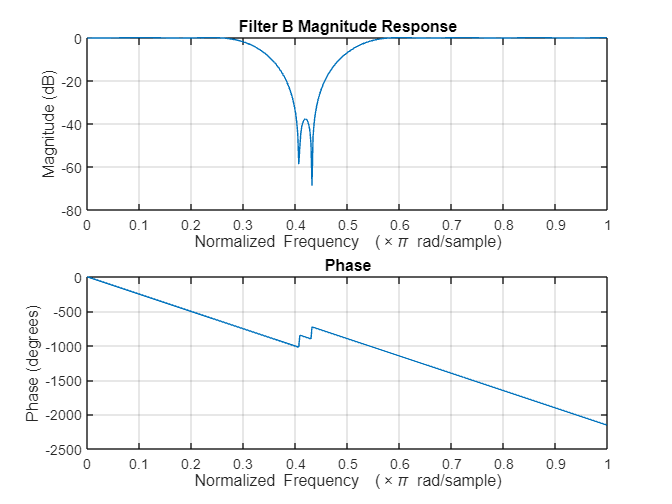 Filter B Magnitude Response
Magnitude (dB)
0
-20
-40
-60
-80
0 0.1 0.2 0.3 0.4 0.5 0.6 0.7 0.8 0.9 1
Normalized Frequency (×π rad/sample)
Phase
Phase (degrees)
0
-500
-1000
-1500
-2000
-2500
0 0.1 0.2 0.3 0.4 0.5 0.6 0.7 0.8 0.9 1
Normalized Frequency (×π rad/sample)